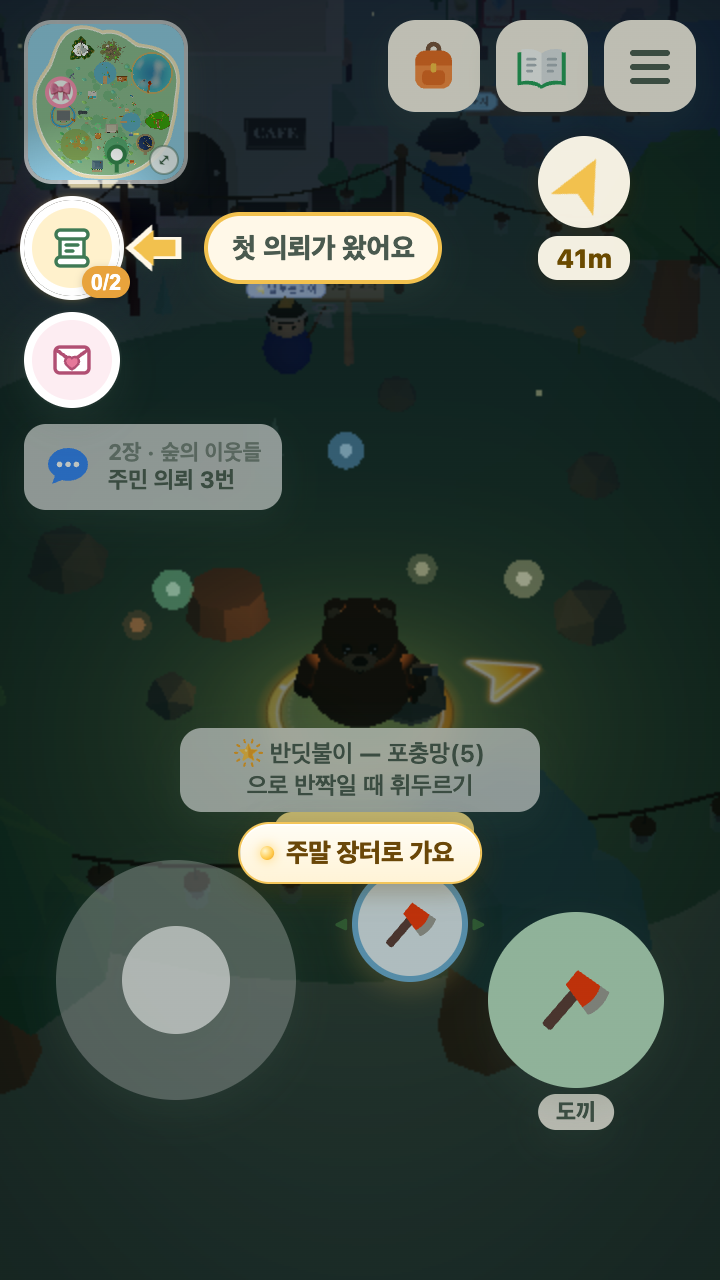 CAFE
첫 의뢰가 왔어요
0/2
41m
2장 · 숲의 이웃들
주민 의뢰 3번
반딧불이 — 포충망(5)
으로 반짝일 때 휘두르기
주말 장터로 가요
도끼